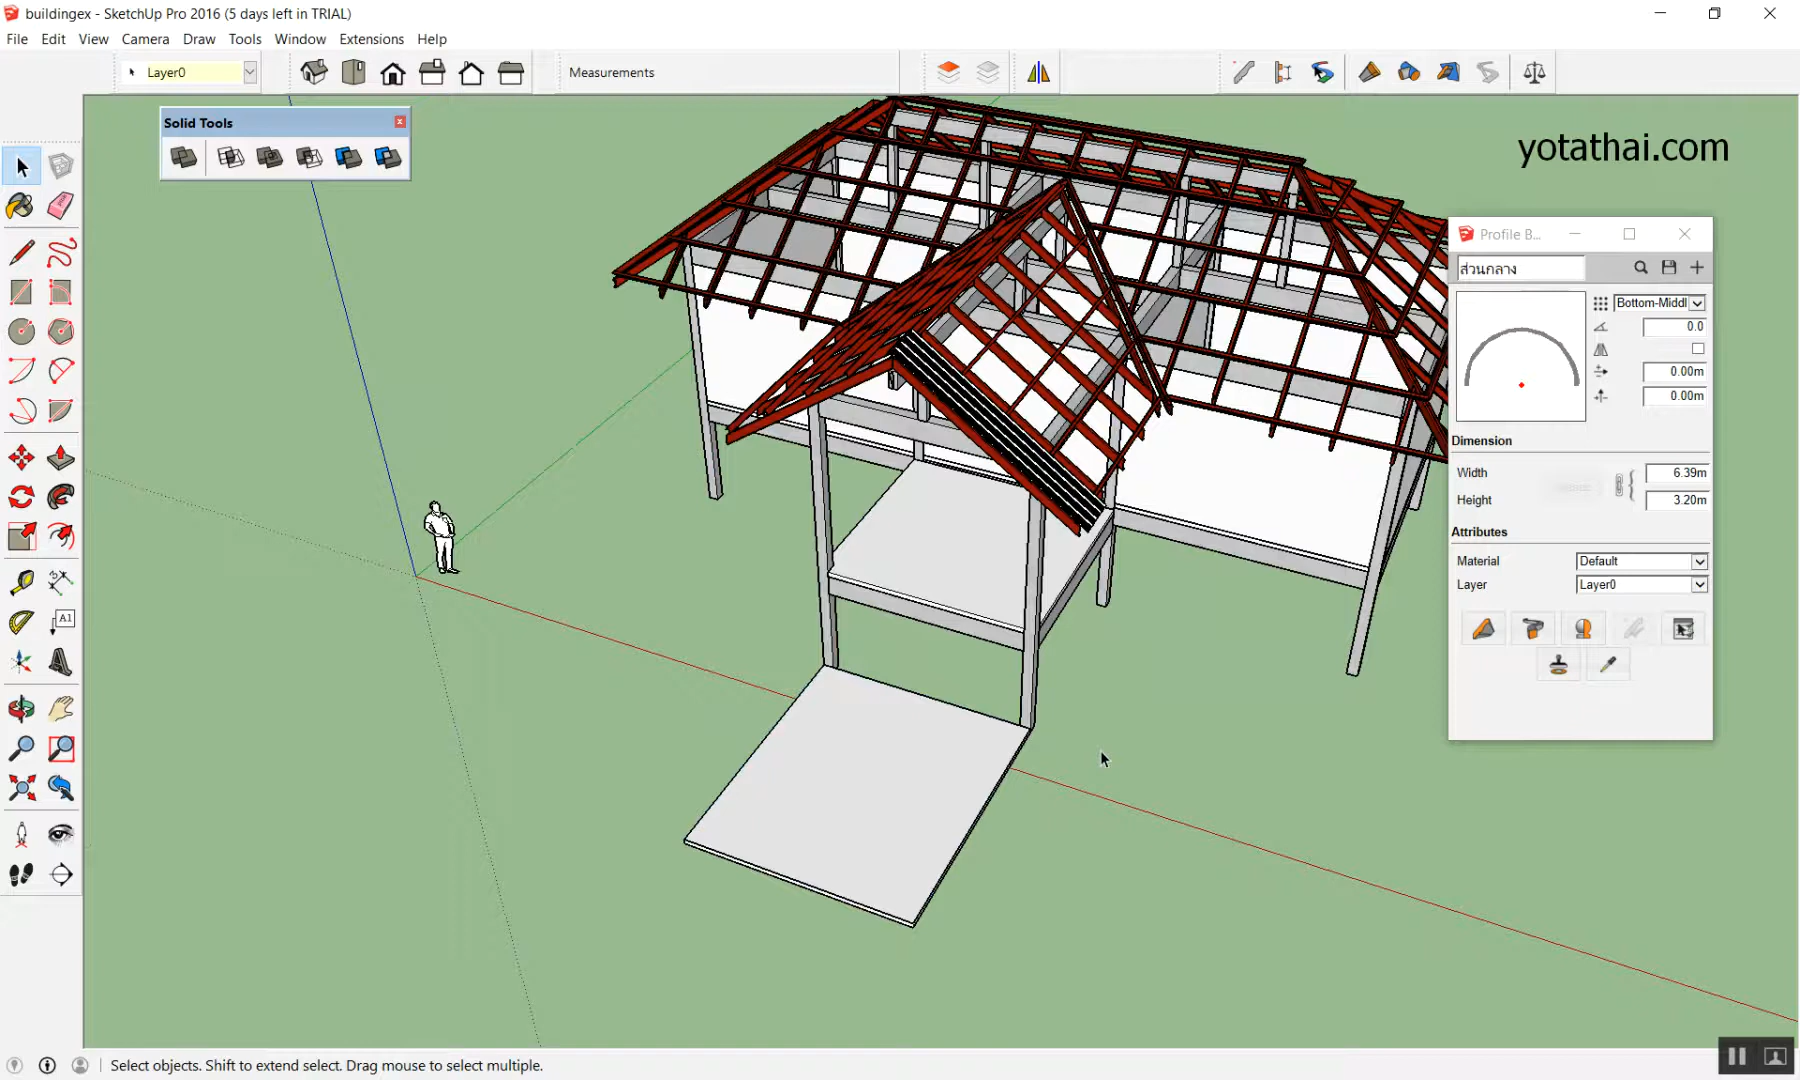 buildingex - SketchUp Pro 2016 (5 days left in TRIAL)
File Edit View Camera Draw Tools Window Extensions Help
Layer0
Measurements
Solid Tools
yotathai.com
Profile B...
ส่วนกลาง
Bottom-Middl
0.0
0.00m
0.00m
Dimension
Width 6.39m
Height 3.20m
Attributes
Material Default
Layer Layer0
A1
Select objects. Shift to extend select. Drag mouse to select multiple.